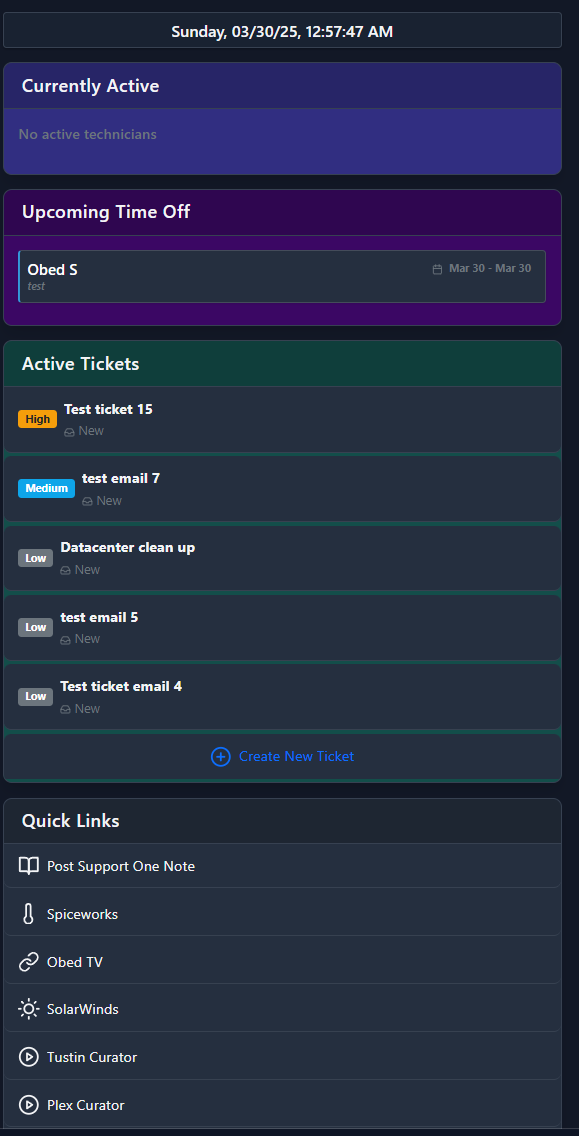 Sunday, 03/30/25, 12:57:47 AM
Currently Active
No active technicians
Upcoming Time Off
Obed S
Mar 30 - Mar 30
test
Active Tickets
High
Test ticket 15
New
Medium
test email 7
New
Low
Datacenter clean up
New
Low
test email 5
New
Low
Test ticket email 4
New
Create New Ticket
Quick Links
Post Support One Note
Spiceworks
Obed TV
SolarWinds
Tustin Curator
Plex Curator